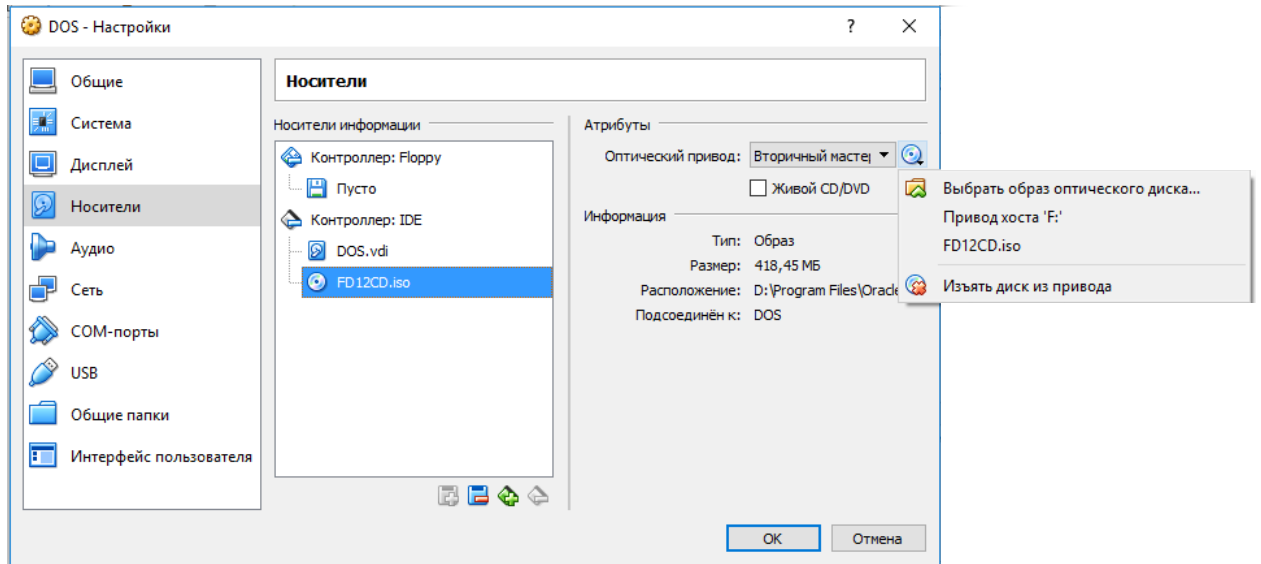 DOS - Настройки
?
Общие
Система
Дисплей
Носители
Аудио
Сеть
COM-порты
USB
Общие папки
Интерфейс пользователя
Носители
Носители информации
Контроллер: Floppy
Пусто
Контроллер: IDE
DOS.vdi
FD12CD.iso
Атрибуты
Оптический привод: Вторичный мастер
Живой CD/DVD
Информация
Тип: Образ
Размер: 418,45 МБ
Расположение: D:\Program Files\Oracle
Подсоединён к: DOS
Выбрать образ оптического диска...
Привод хоста 'F:'
FD12CD.iso
Изъять диск из привода
OK
Отмена